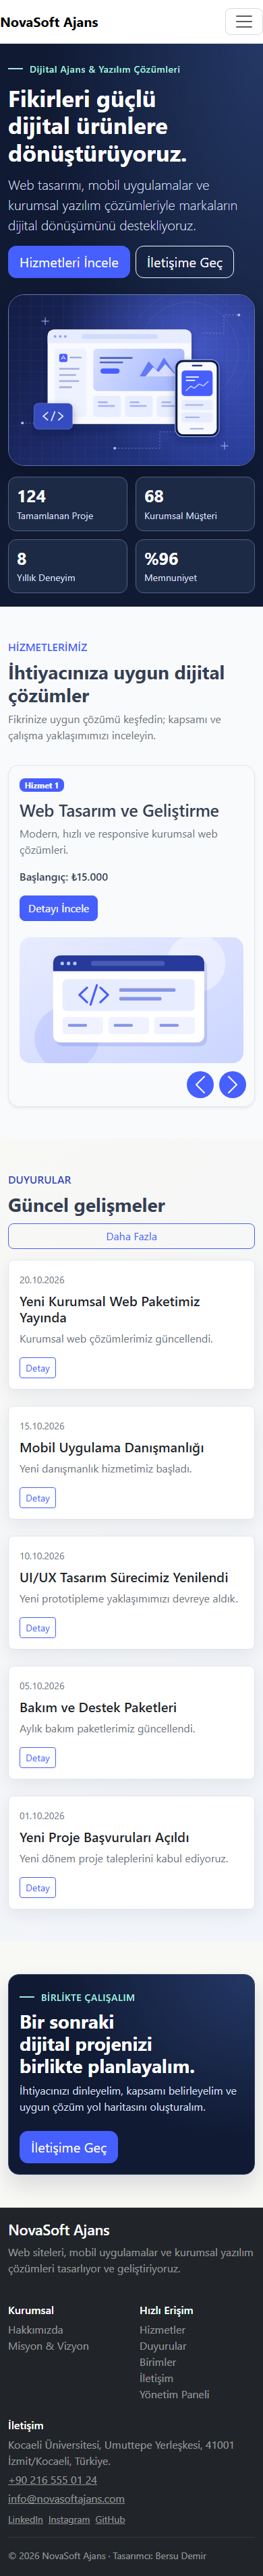 NovaSoft Ajans
Dijital Ajans & Yazılım Çözümleri
Fikirleri güçlü
dijital ürünlere
dönüştürüyoruz.
Web tasarımı, mobil uygulamalar ve
kurumsal yazılım çözümleriyle markaların
dijital dönüşümünü destekliyoruz.
Hizmetleri İncele
İletişime Geç
</>
124
Tamamlanan Proje
68
Kurumsal Müşteri
8
Yıllık Deneyim
%96
Memnuniyet
HİZMETLERİMİZ
İhtiyacınıza uygun dijital
çözümler
Fikrinize uygun çözümü keşfedin; kapsamı ve
çalışma yaklaşımımızı inceleyin.
Hizmet 1
Web Tasarım ve Geliştirme
Modern, hızlı ve responsive kurumsal web
çözümleri.
Başlangıç: ₺15.000
Detayı İncele
</>
DUYURULAR
Güncel gelişmeler
Daha Fazla
20.10.2026
Yeni Kurumsal Web Paketimiz
Yayında
Kurumsal web çözümlerimiz güncellendi.
Detay
15.10.2026
Mobil Uygulama Danışmanlığı
Yeni danışmanlık hizmetimiz başladı.
Detay
10.10.2026
UI/UX Tasarım Sürecimiz Yenilendi
Yeni prototipleme yaklaşımımızı devreye aldık.
Detay
05.10.2026
Bakım ve Destek Paketleri
Aylık bakım paketlerimiz güncellendi.
Detay
01.10.2026
Yeni Proje Başvuruları Açıldı
Yeni dönem proje taleplerini kabul ediyoruz.
Detay
BİRLİKTE ÇALIŞALIM
Bir sonraki
dijital projenizi
birlikte planlayalım.
İhtiyacınızı dinleyelim, kapsamı belirleyelim ve
uygun çözüm yol haritasını oluşturalım.
İletişime Geç
NovaSoft Ajans
Web siteleri, mobil uygulamalar ve kurumsal yazılım
çözümleri tasarlıyor ve geliştiriyoruz.
Kurumsal
Hakkımızda
Misyon & Vizyon
Hızlı Erişim
Hizmetler
Duyurular
Birimler
İletişim
Yönetim Paneli
İletişim
Kocaeli Üniversitesi, Umuttepe Yerleşkesi, 41001
İzmit/Kocaeli, Türkiye.
+90 216 555 01 24
info@novasoftajans.com
LinkedIn Instagram GitHub
© 2026 NovaSoft Ajans · Tasarımcı: Bersu Demir